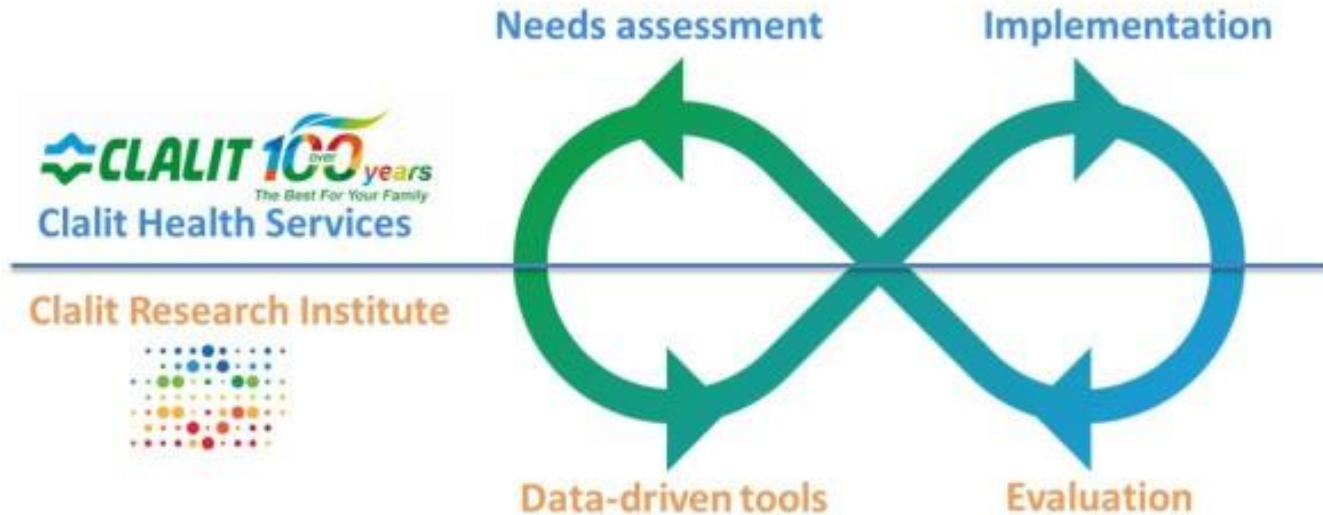 Needs assessment
Implementation
CLALIT 100 over years
The Best For Your Family
Clalit Health Services
Clalit Research Institute
Data-driven tools
Evaluation